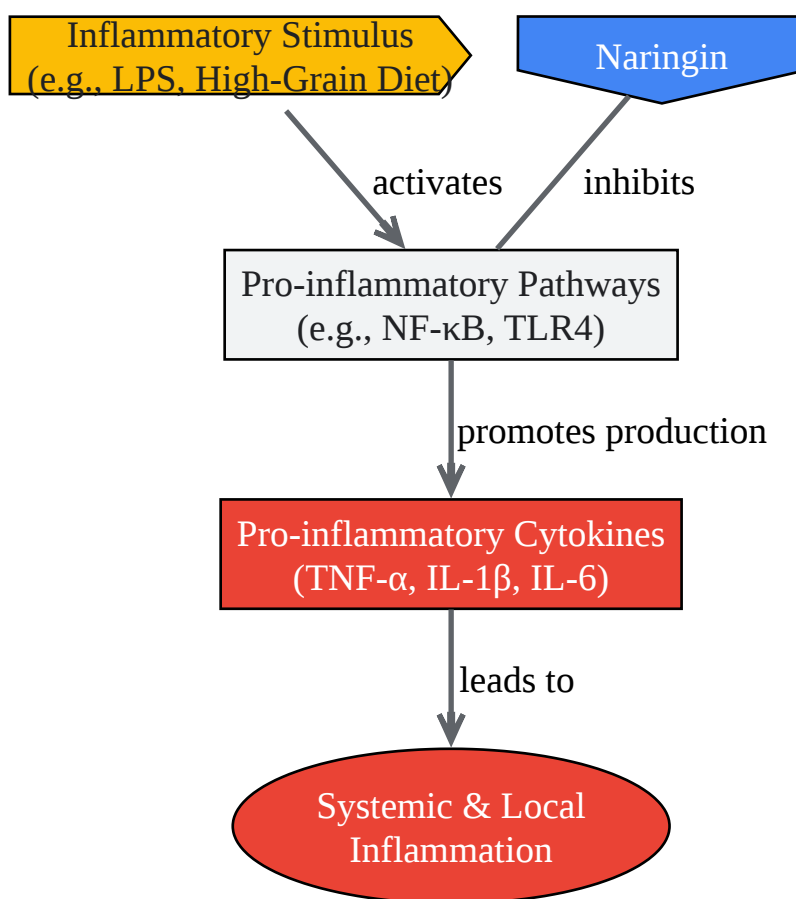 Inflammatory Stimulus
(e.g., LPS, High-Grain Diet)
Naringin
activates
inhibits
Pro-inflammatory Pathways
(e.g., NF-κB, TLR4)
promotes production
Pro-inflammatory Cytokines
(TNF-α, IL-1β, IL-6)
leads to
Systemic & Local
Inflammation